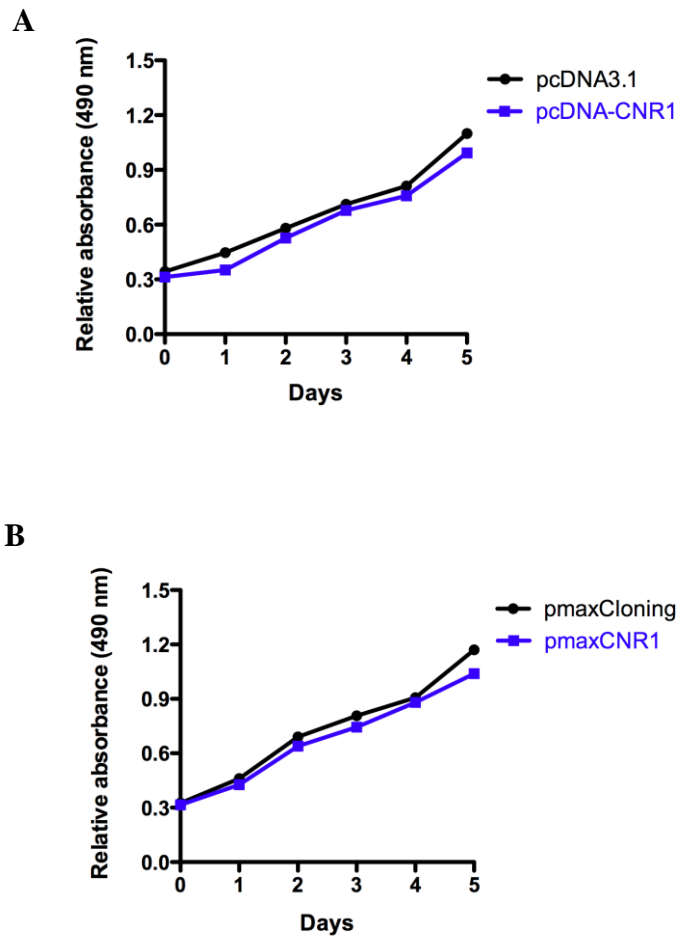 A
Relative absorbance (490 nm)
1.5
1.2
0.9
0.6
0.3
0.0
0 1 2 3 4 5
Days
pcDNA3.1
pcDNA-CNR1
B
Relative absorbance (490 nm)
1.5
1.2
0.9
0.6
0.3
0.0
0 1 2 3 4 5
Days
pmaxCloning
pmaxCNR1